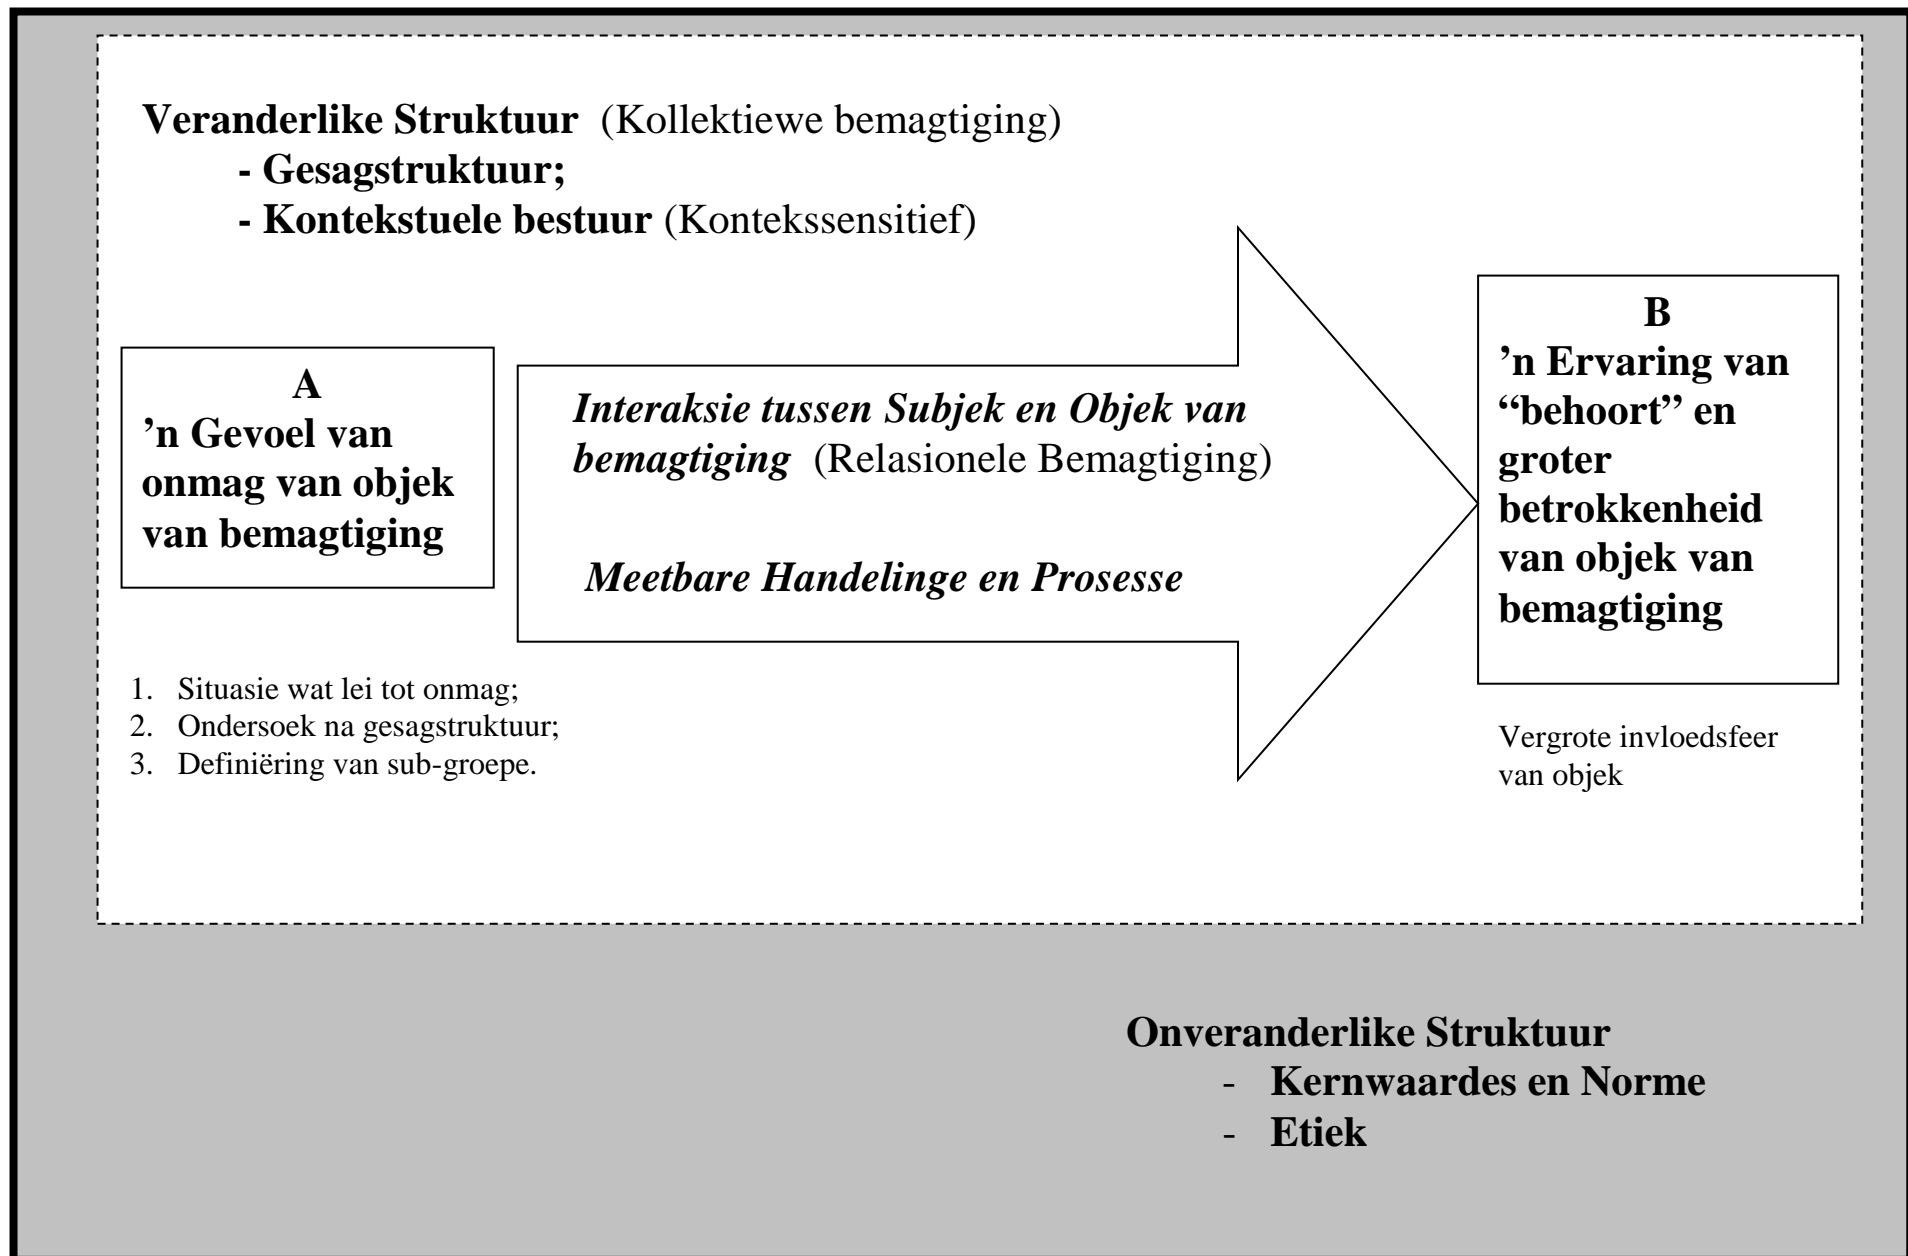 Veranderlike Struktuur (Kollektiewe bemagtiging)
- Gesagstruktuur;
- Kontekstuele bestuur (Kontekssensitief)
A
’n Gevoel van
onmag van objek
van bemagtiging
Interaksie tussen Subjek en Objek van
bemagtiging (Relasionele Bemagtiging)
Meetbare Handelinge en Prosesse
B
’n Ervaring van
“behoort” en
groter
betrokkenheid
van objek van
bemagtiging
1. Situasie wat lei tot onmag;
2. Ondersoek na gesagstruktuur;
3. Definiëring van sub-groepe.
Vergrote invloedsfeer
van objek
Onveranderlike Struktuur
- Kernwaardes en Norme
- Etiek